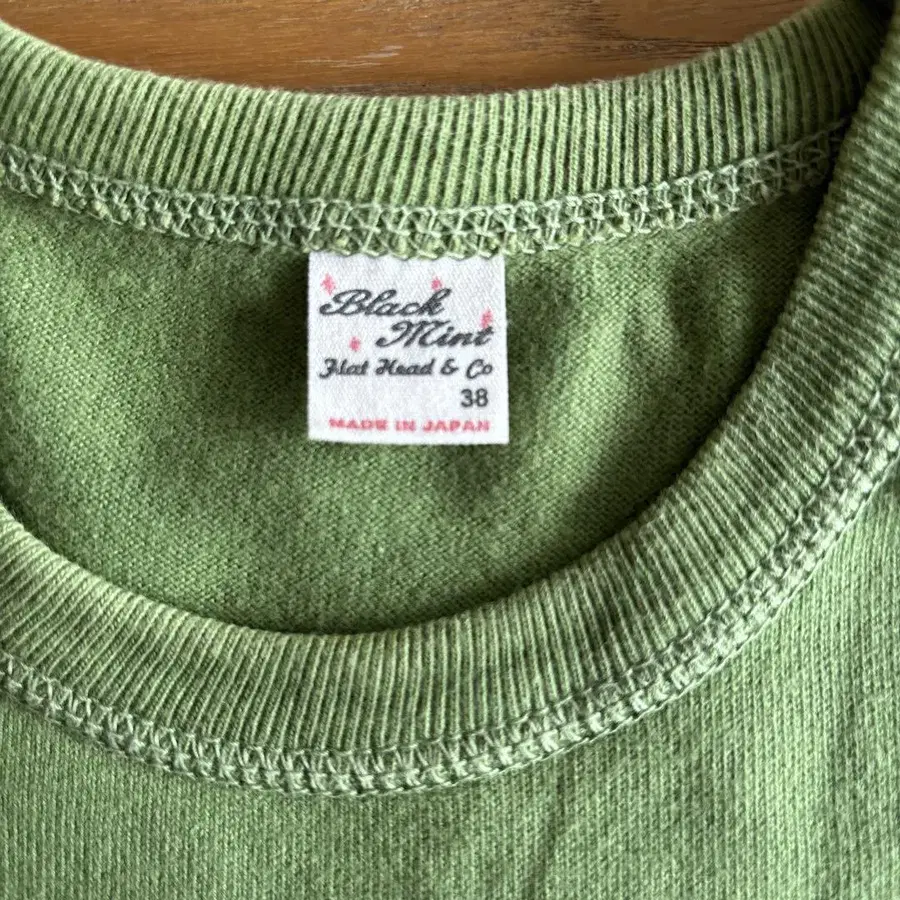 Black
Mint
Flat Head & Co
38
MADE IN JAPAN